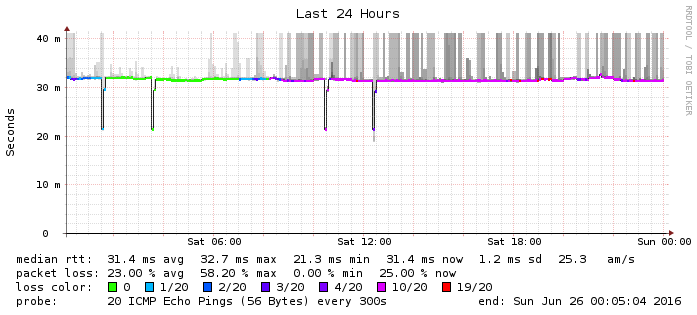 Last 24 Hours
RRDTOOL / TOBI OETIKER
Seconds
40 m
30 m
20 m
10 m
0
Sat 06:00 Sat 12:00 Sat 18:00 Sun 00:00
median rtt: 31.4 ms avg 32.7 ms max 21.3 ms min 31.4 ms now 1.2 ms sd 25.3 am/s
packet loss: 23.00 % avg 58.20 % max 0.00 % min 25.00 % now
loss color: 0 1/20 2/20 3/20 4/20 10/20 19/20
probe: 20 ICMP Echo Pings (56 Bytes) every 300s end: Sun Jun 26 00:05:04 2016